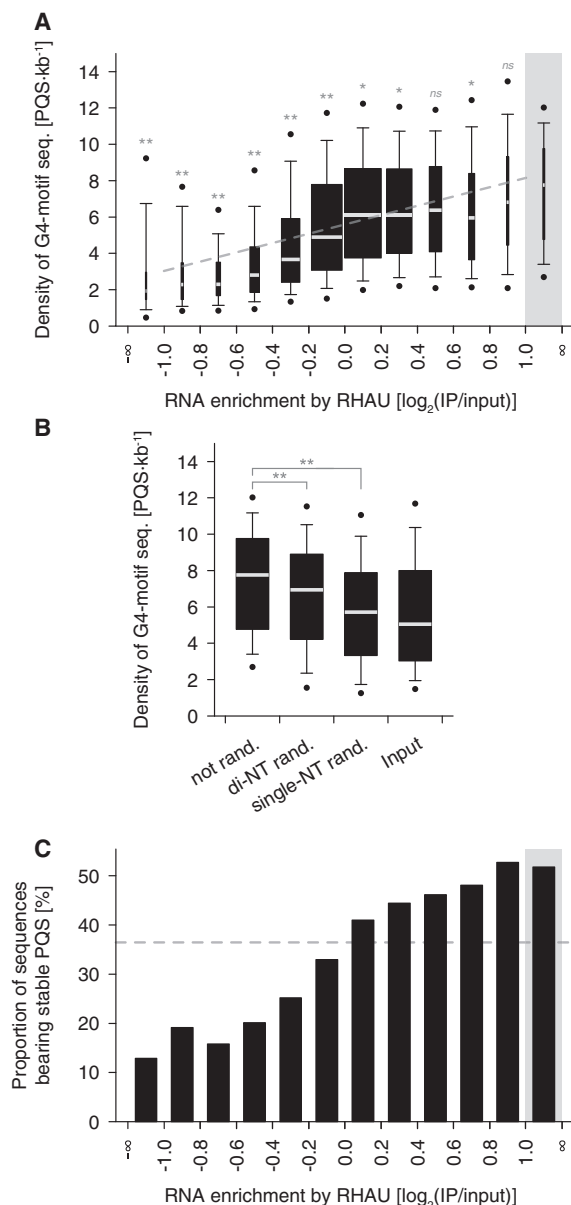 A
Density of G4-motif seq. [PQS·kb⁻¹]
14
12
10
8
6
4
2
0
** ** ** ** ** ** * * ns * ns
-∞ -1.0 -0.8 -0.6 -0.4 -0.2 0.0 0.2 0.4 0.6 0.8 1.0 ∞
RNA enrichment by RHAU [log₂(IP/input)]
B
Density of G4-motif seq. [PQS·kb⁻¹]
14
12
10
8
6
4
2
0
**
**
not rand. di-NT rand. single-NT rand. Input
C
Proportion of sequences
bearing stable PQS [%]
50
40
30
20
10
0
-∞ -1.0 -0.8 -0.6 -0.4 -0.2 0.0 0.2 0.4 0.6 0.8 1.0 ∞
RNA enrichment by RHAU [log₂(IP/input)]